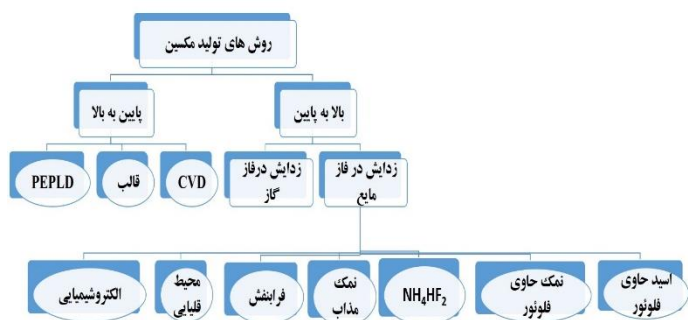 روش های تولید مکسین
بالا به پایین
پایین به بالا
زدایش در فاز
مایع
زدایش درفاز
گاز
CVD
قالب
PEPLD
اسید حاوی
فلوئور
نمک حاوی
فلوئور
NH₄HF₂
نمک
مذاب
فرابنفش
محیط
قلیایی
الکتروشیمیایی